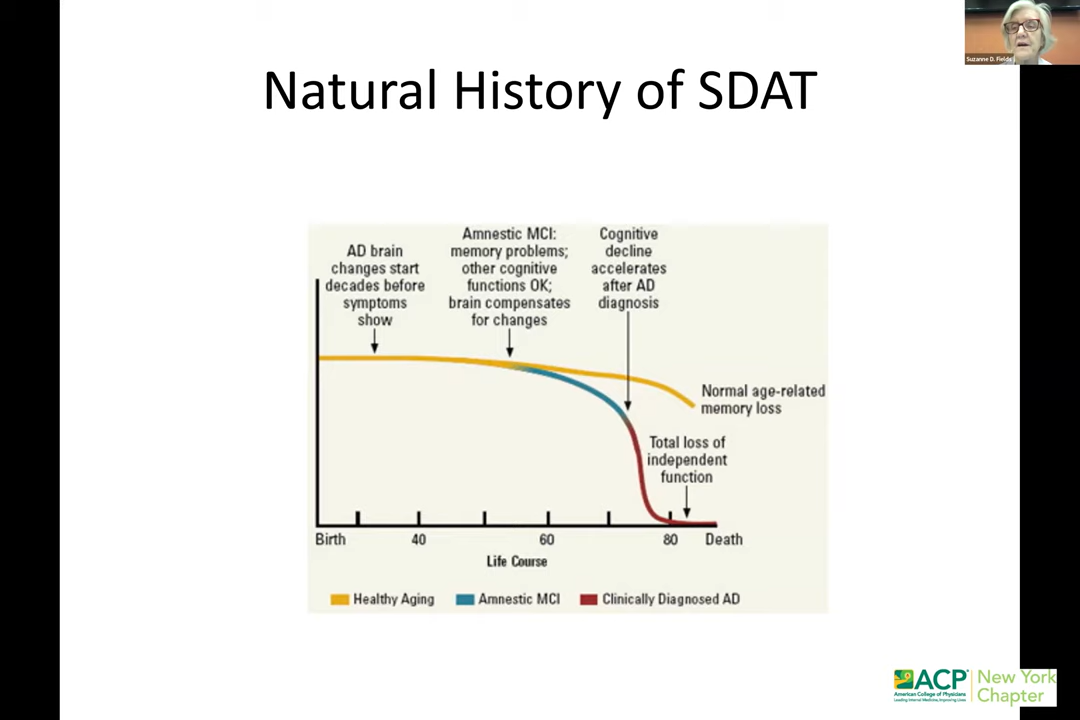 Suzanne D. Fields
Natural History of SDAT
AD brain
changes start
decades before
symptoms
show
Amnestic MCI:
memory problems;
other cognitive
functions OK;
brain compensates
for changes
Cognitive
decline
accelerates
after AD
diagnosis
Normal age-related
memory loss
Total loss of
independent
function
Birth 40 60 80 Death
Life Course
Healthy Aging Amnestic MCI Clinically Diagnosed AD
ACP New York
American College of Physicians Chapter
Leading Internal Medicine, Improving Lives